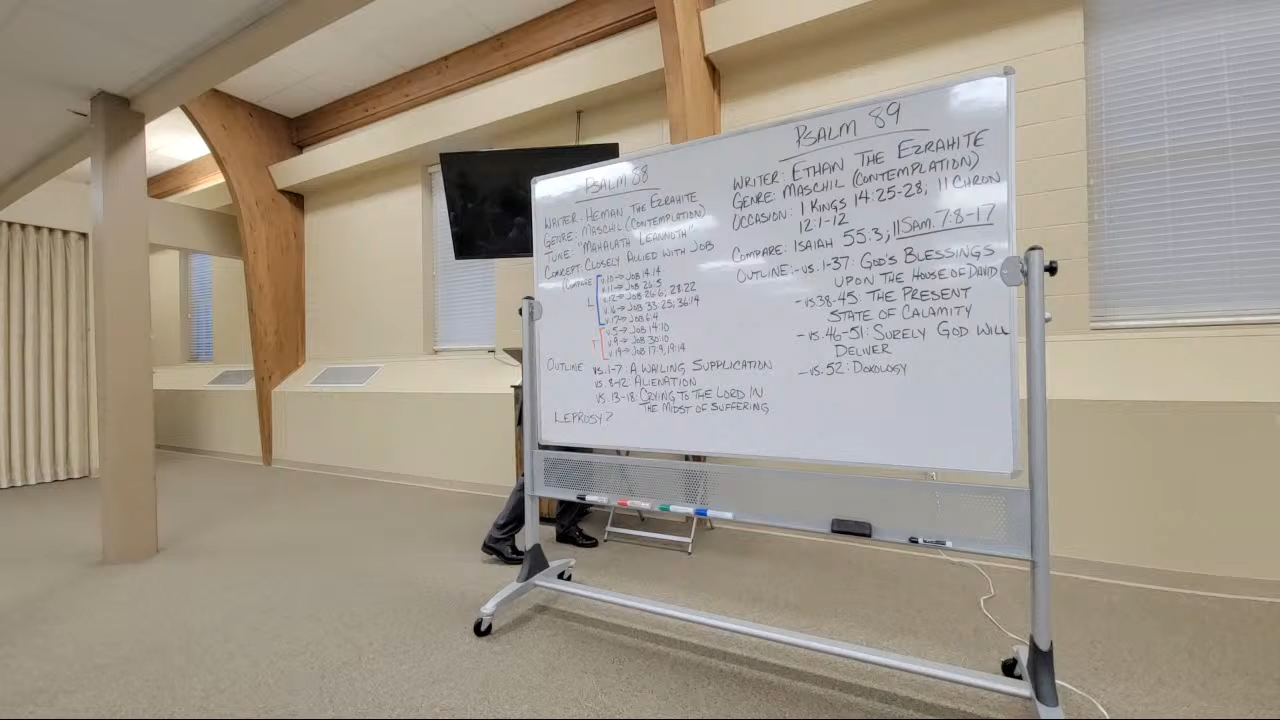 PSALM 88
WRITER: HEMAN THE EZRAHITE
GENRE: MASCHIL (CONTEMPLATION)
TUNE: "MAHALATH LEANNOTH"
CONCEPT: CLOSELY ALLIED WITH JOB
COMPARE
v.10→ JOB 14:14
v.11→ JOB 26:5
v.12→ JOB 26:6; 28:22
v.16→ JOB 33:25; 36:14
v.17→ JOB 6:4
v.5→ JOB 14:10
v.9→ JOB 30:10
v.14→ JOB 17:9, 19:14
OUTLINE
vs. 1-7: A WAILING SUPPLICATION
vs. 8-12: ALIENATION
vs. 13-18: CRYING TO THE LORD IN
THE MIDST OF SUFFERING
LEPROSY?
PSALM 89
WRITER: ETHAN THE EZRAHITE
GENRE: MASCHIL (CONTEMPLATION)
OCCASION: 1 KINGS 14:25-28; 11 CHRON
12:1-12
COMPARE: ISAIAH 55:3; 11 SAM. 7:8-17
OUTLINE: -vs. 1-37: GOD'S BLESSINGS
UPON THE HOUSE OF DAVID
-vs 38-45: THE PRESENT
STATE OF CALAMITY
-vs. 46-51: SURELY GOD WILL
DELIVER
-vs. 52: DOXOLOGY